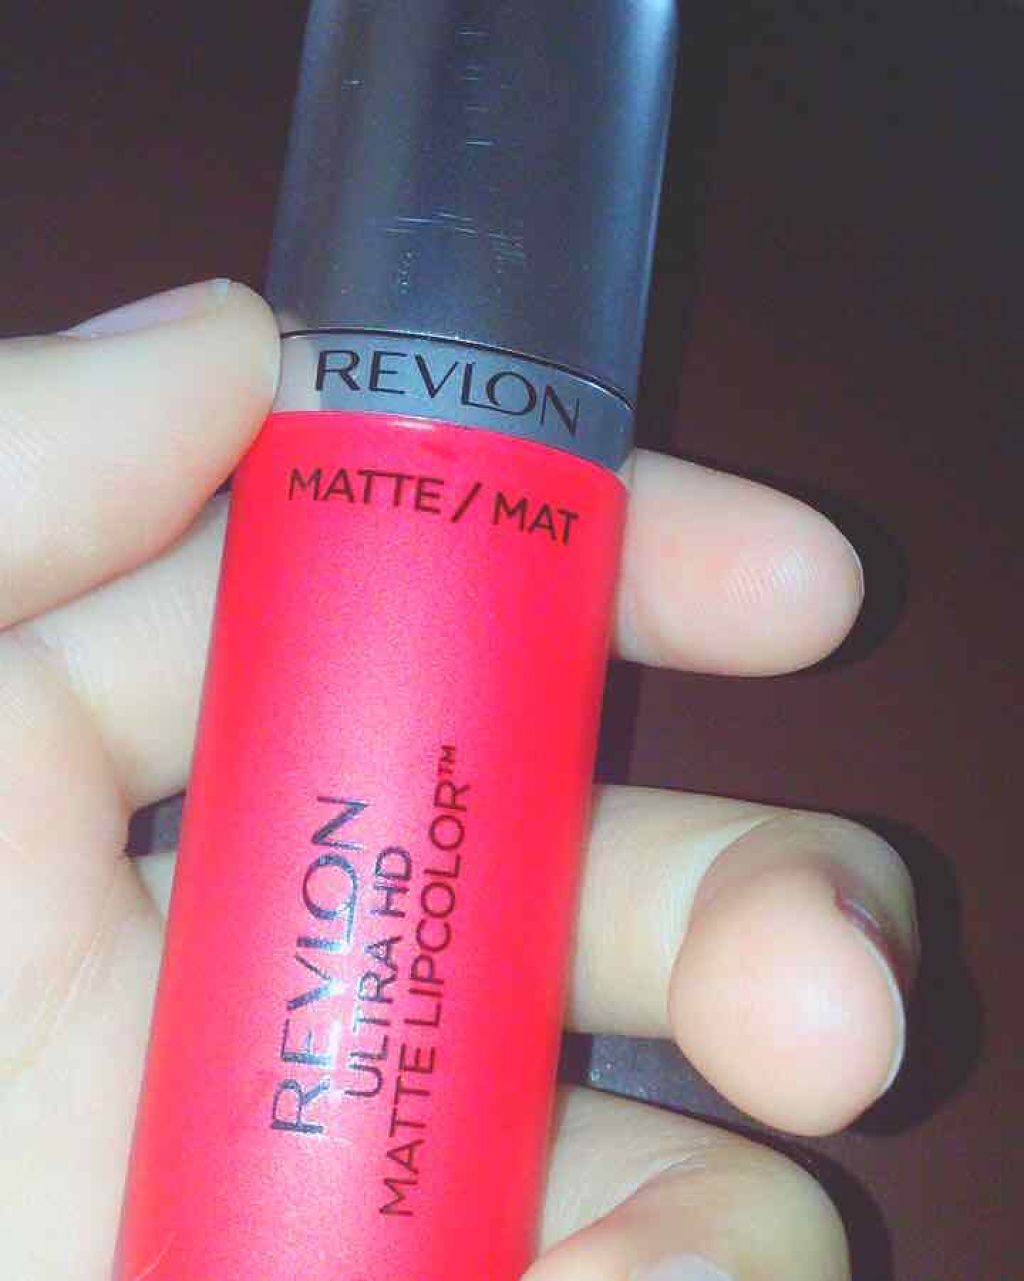 REVLON
MATTE / MAT
REVLON
ULTRA HD
MATTE LIPCOLOR™